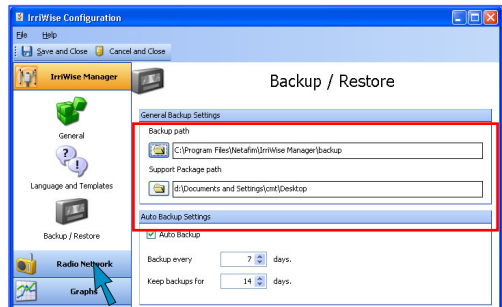 IrriWise Configuration
File Help
Save and Close Cancel and Close
IrriWise Manager
General
Language and Templates
Backup / Restore
Radio Network
Graphs
Backup / Restore
General Backup Settings
Backup path
C:\Program Files\Netafim\IrriWise Manager\backup
Support Package path
d:\Documents and Settings\cmt\Desktop
Auto Backup Settings
Auto Backup
Backup every 7 days.
Keep backups for 14 days.